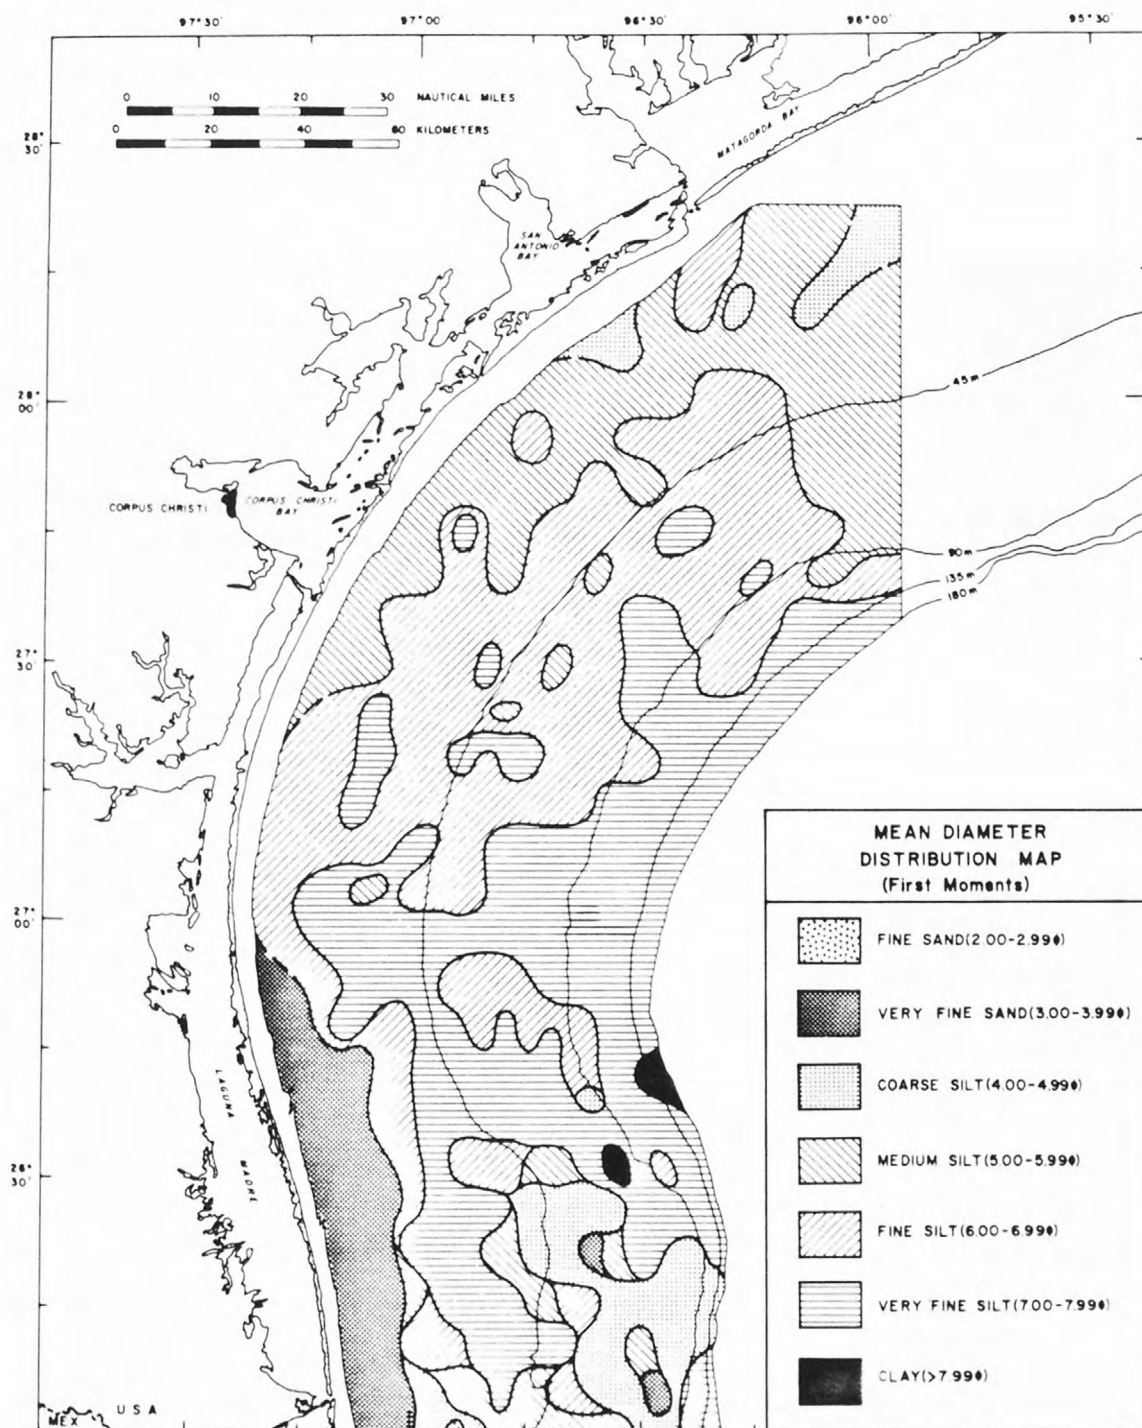 97°30'
97°00'
96°30'
96°00'
95°30'
0 10 20 30 NAUTICAL MILES
0 20 40 60 KILOMETERS
28°
30'
MATAGORDA BAY
SAN
ANTONIO
BAY
45m
28°
00'
CORPUS CHRISTI
CORPUS CHRISTI
BAY
90m
135m
180m
27°
30'
27°
00'
LAGUNA
MADRE
26°
30'
USA
MEX
MEAN DIAMETER
DISTRIBUTION MAP
(First Moments)
FINE SAND(2.00-2.99ϕ)
VERY FINE SAND(3.00-3.99ϕ)
COARSE SILT(4.00-4.99ϕ)
MEDIUM SILT(5.00-5.99ϕ)
FINE SILT(6.00-6.99ϕ)
VERY FINE SILT(7.00-7.99ϕ)
CLAY(>7.99ϕ)